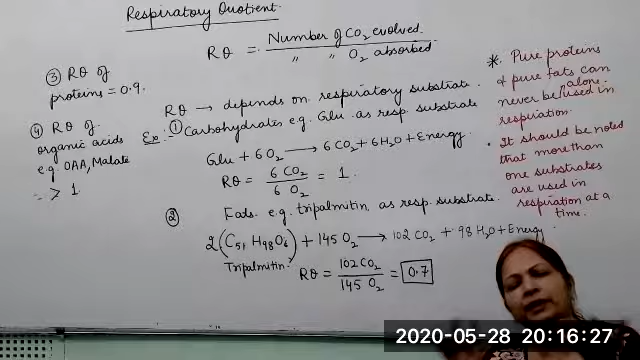 Respiratory Quotient
RQ = Number of CO2 evolved
" " O2 absorbed
③ RQ of
proteins = 0.9.
④ RQ of
organic acids
e.g OAA, Malate
> 1
RQ → depends on respiratory substrate.
Ex:- ① Carbohydrates e.g. Glu as resp. substrate
Glu + 6O2 → 6CO2 + 6H2O + Energy.
RQ = 6 CO2 / 6 O2 = 1.
② Fats. e.g. tripalmitin as resp. substrate.
2(C51 H98 O6) + 145 O2 → 102 CO2 + 98 H2O + Energy.
Tripalmitin.
RQ = 102 CO2 / 145 O2 = 0.7
* Pure proteins
& pure fats can
never be used in alone.
respiration.
• It should be noted
that more than
one substrates
are used in
respiration at a
time.
2020-05-28 20:16:27